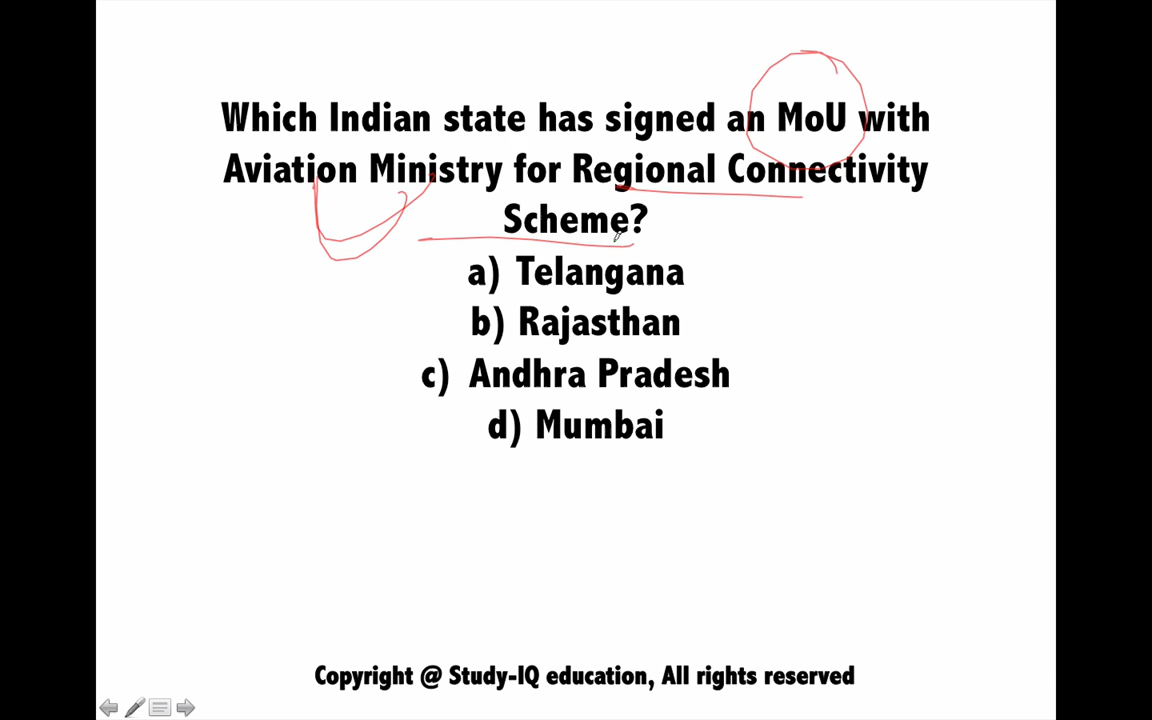 Which Indian state has signed an MoU with
Aviation Ministry for Regional Connectivity
Scheme?
a) Telangana
b) Rajasthan
c) Andhra Pradesh
d) Mumbai
Copyright @ Study-IQ education, All rights reserved